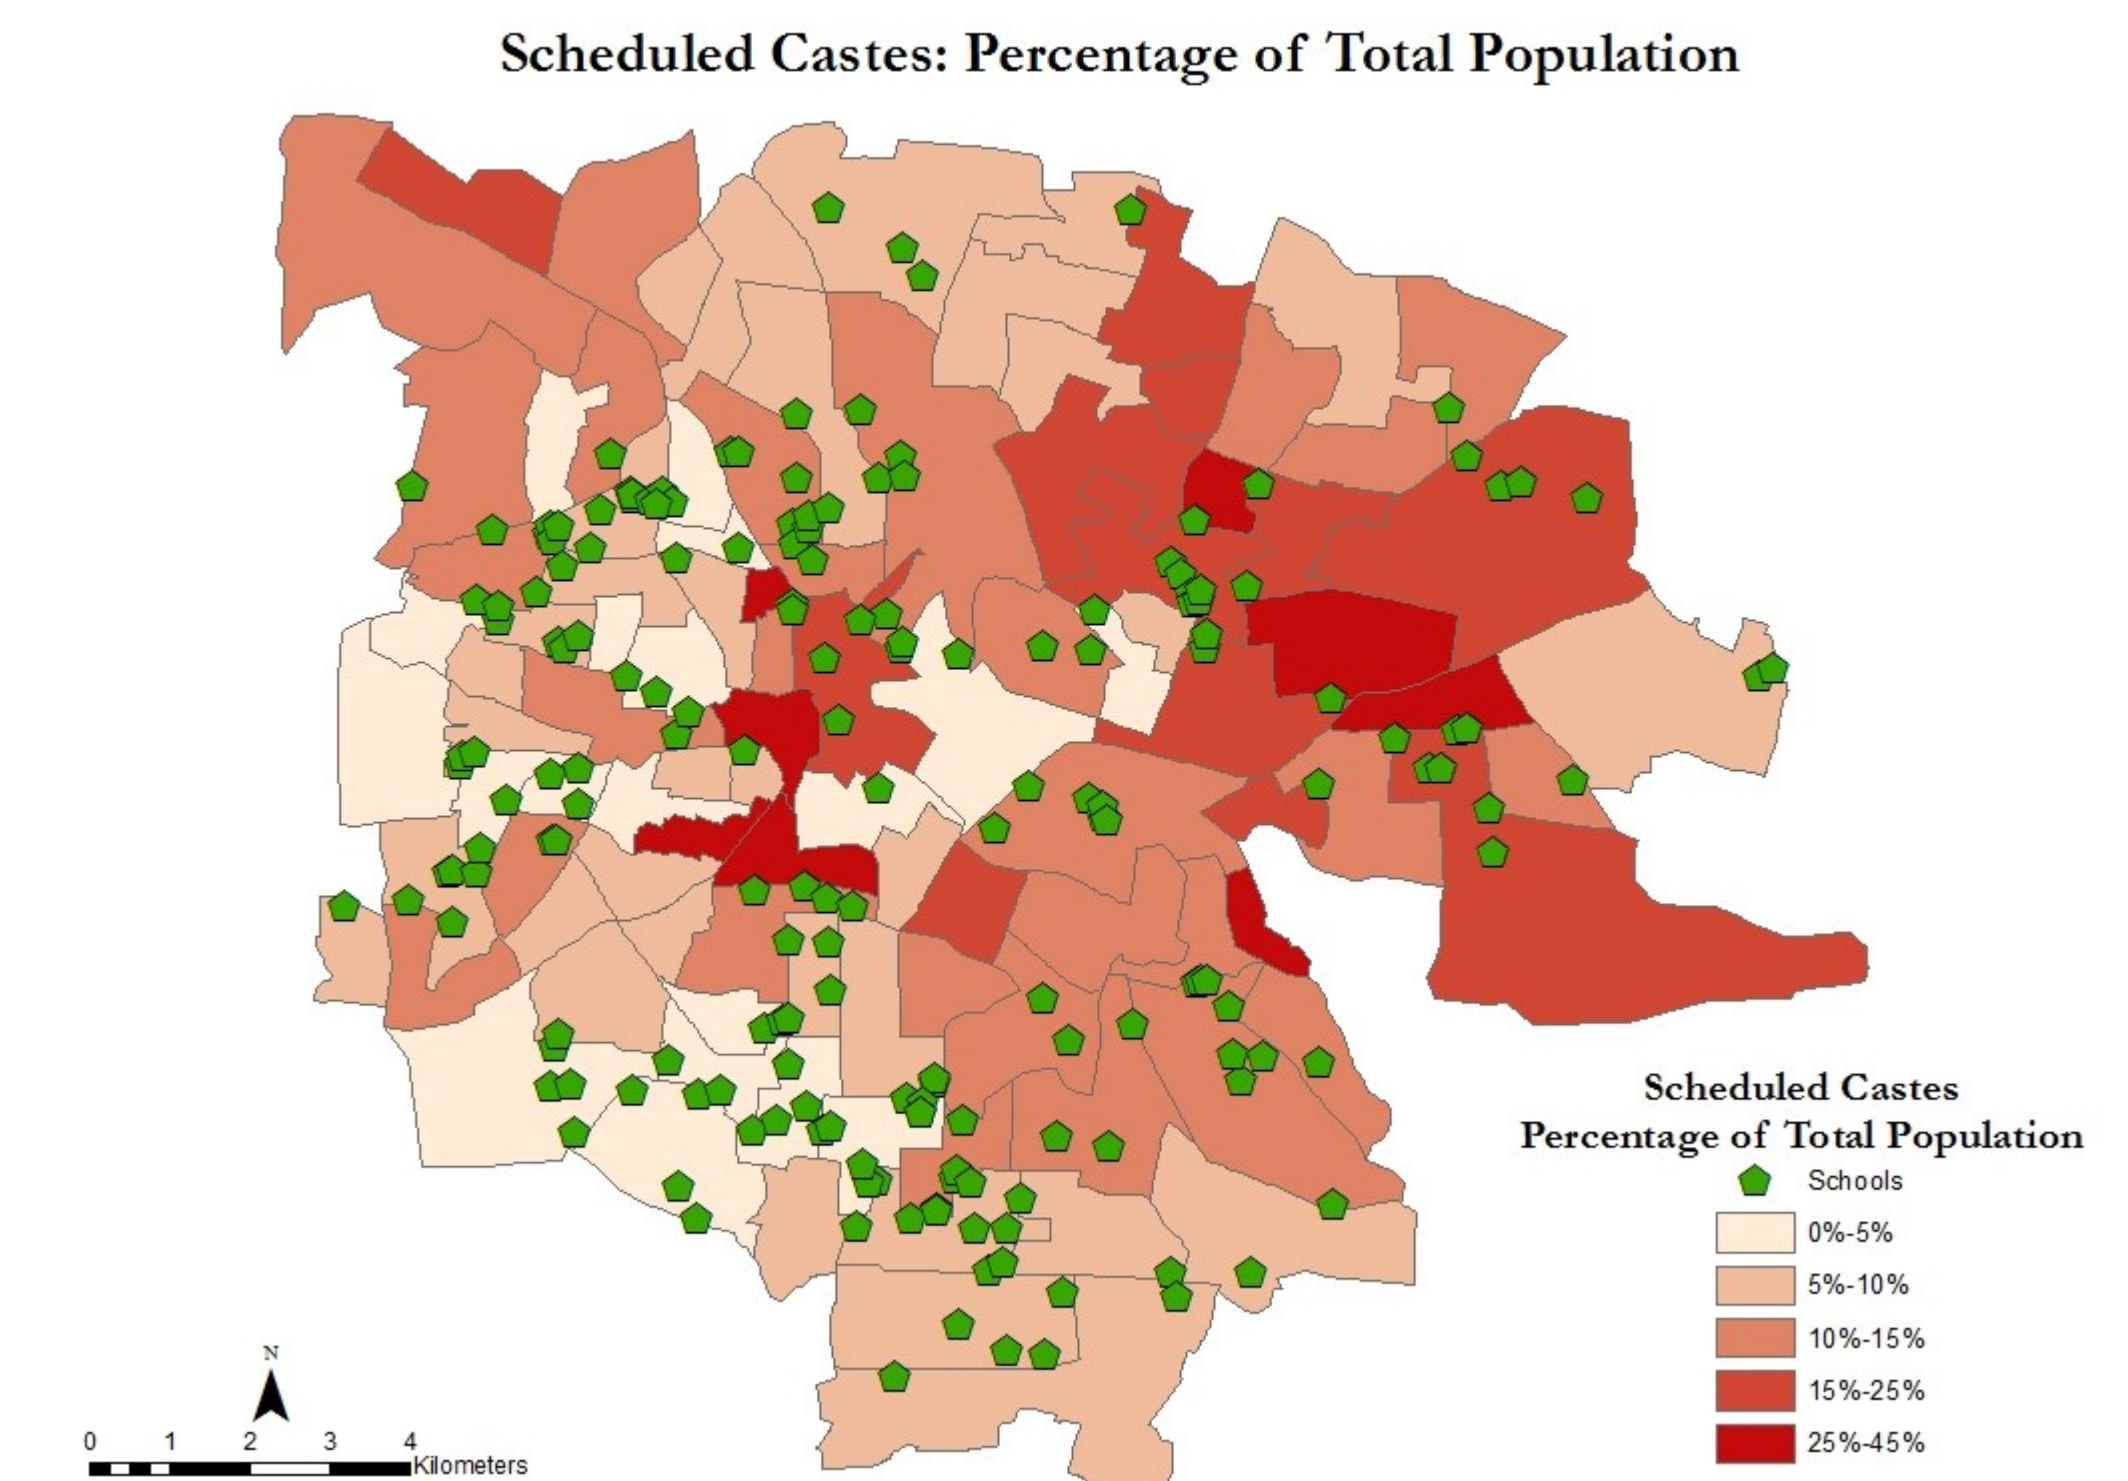 Scheduled Castes: Percentage of Total Population
Scheduled Castes
Percentage of Total Population
Schools
0%-5%
5%-10%
10%-15%
15%-25%
25%-45%
N
0 1 2 3 4
Kilometers